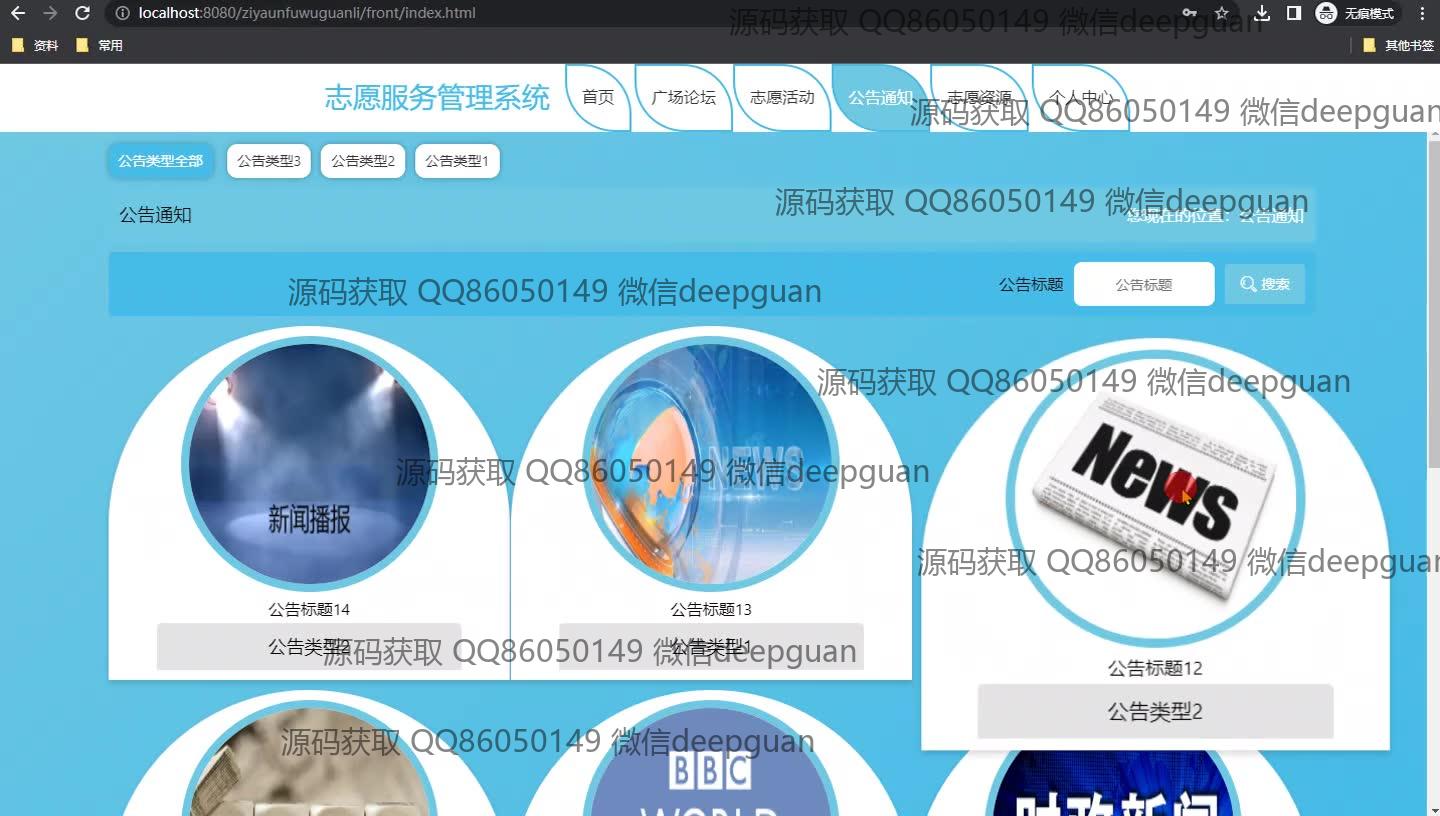 localhost:8080/ziyaunfuwuguanli/front/index.html
无痕模式
源码获取 QQ86050149 微信deepguan
资料
常用
其他书签
志愿服务管理系统
首页
广场论坛
志愿活动
公告通知
志愿资源
个人中心
源码获取 QQ86050149 微信deepguan
公告类型全部
公告类型3
公告类型2
公告类型1
源码获取 QQ86050149 微信deepguan
公告通知
您现在的位置：公告通知
源码获取 QQ86050149 微信deepguan
公告标题
公告标题
搜索
源码获取 QQ86050149 微信deepguan
NEWS
News
源码获取 QQ86050149 微信deepguan
新闻播报
源码获取 QQ86050149 微信deepguan
公告标题14
公告标题13
公告标题12
公告类型2
公告类型1
源码获取 QQ86050149 微信deepguan
公告类型2
源码获取 QQ86050149 微信deepguan
BBC
WORLD
时政新闻